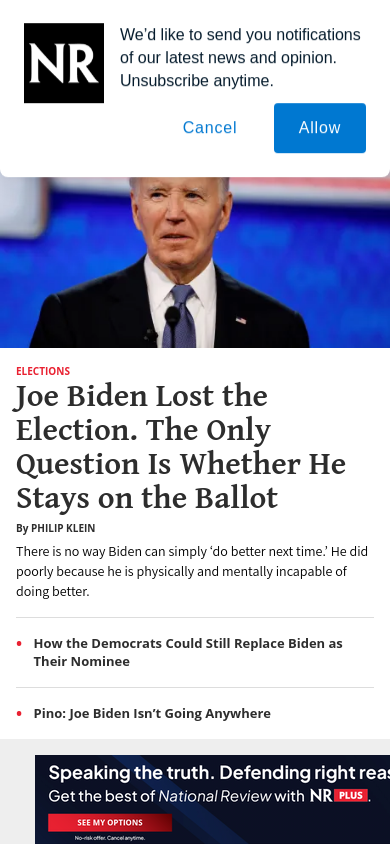 NR
We’d like to send you notifications
of our latest news and opinion.
Unsubscribe anytime.
Cancel
Allow
ELECTIONS
Joe Biden Lost the
Election. The Only
Question Is Whether He
Stays on the Ballot
By PHILIP KLEIN
There is no way Biden can simply ‘do better next time.’ He did
poorly because he is physically and mentally incapable of
doing better.
• How the Democrats Could Still Replace Biden as
Their Nominee
• Pino: Joe Biden Isn’t Going Anywhere
Speaking the truth. Defending right reas
Get the best of National Review with NR PLUS.
SEE MY OPTIONS
No-risk offer. Cancel anytime.